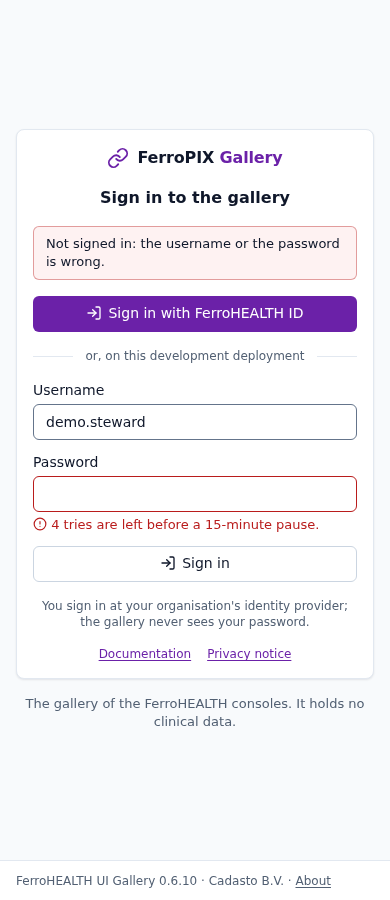 FerroPIX Gallery
Sign in to the gallery
Not signed in: the username or the password
is wrong.
Sign in with FerroHEALTH ID
or, on this development deployment
Username
demo.steward
Password
4 tries are left before a 15-minute pause.
Sign in
You sign in at your organisation's identity provider;
the gallery never sees your password.
Documentation Privacy notice
The gallery of the FerroHEALTH consoles. It holds no
clinical data.
FerroHEALTH UI Gallery 0.6.10 · Cadasto B.V. · About